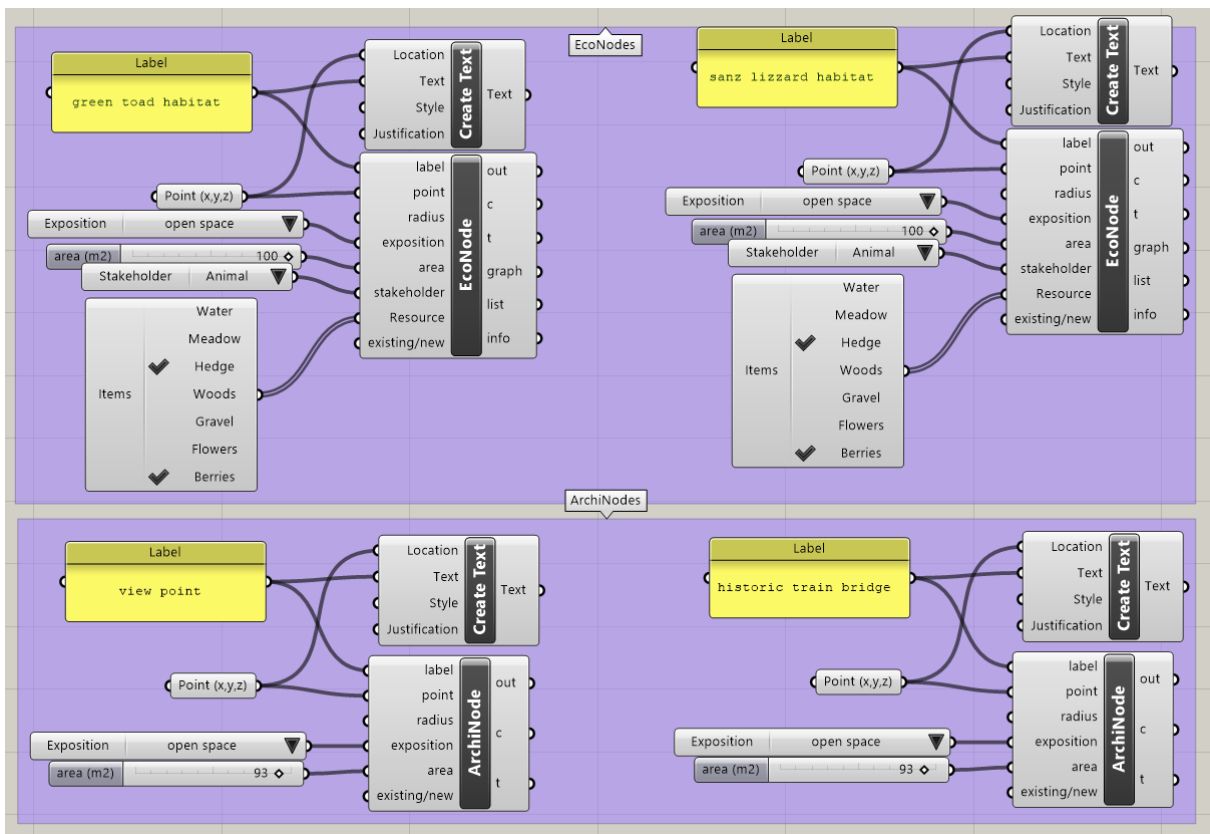 EcoNodes
Label
green toad habitat
Location
Text
Style
Justification
Create Text
Text
Point (x,y,z)
Exposition open space
area (m2) 100
Stakeholder Animal
label
point
radius
exposition
area
stakeholder
Resource
existing/new
EcoNode
out
c
t
graph
list
info
Items
Water
Meadow
Hedge
Woods
Gravel
Flowers
Berries
Label
sanz lizzard habitat
Location
Text
Style
Justification
Create Text
Text
Point (x,y,z)
Exposition open space
area (m2) 100
Stakeholder Animal
label
point
radius
exposition
area
stakeholder
Resource
existing/new
EcoNode
out
c
t
graph
list
info
Items
Water
Meadow
Hedge
Woods
Gravel
Flowers
Berries
ArchiNodes
Label
view point
Location
Text
Style
Justification
Create Text
Text
Point (x,y,z)
Exposition open space
area (m2) 93
label
point
radius
exposition
area
existing/new
ArchiNode
out
c
t
Label
historic train bridge
Location
Text
Style
Justification
Create Text
Text
Point (x,y,z)
Exposition open space
area (m2) 93
label
point
radius
exposition
area
existing/new
ArchiNode
out
c
t